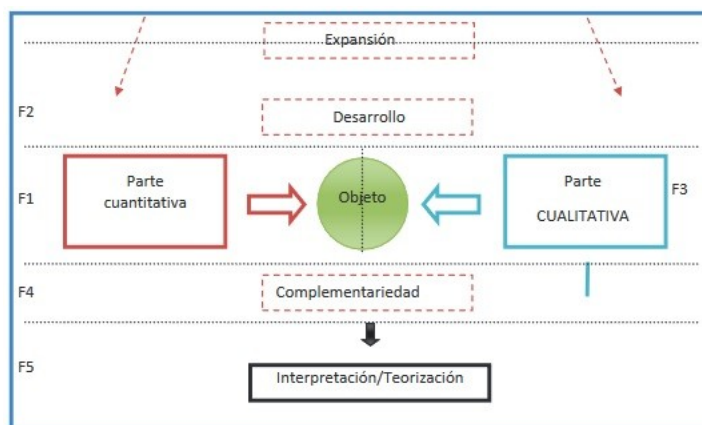 Expansión
F2
Desarrollo
F1
Parte
cuantitativa
Objeto
Parte
CUALITATIVA
F3
F4
Complementariedad
F5
Interpretación/Teorización